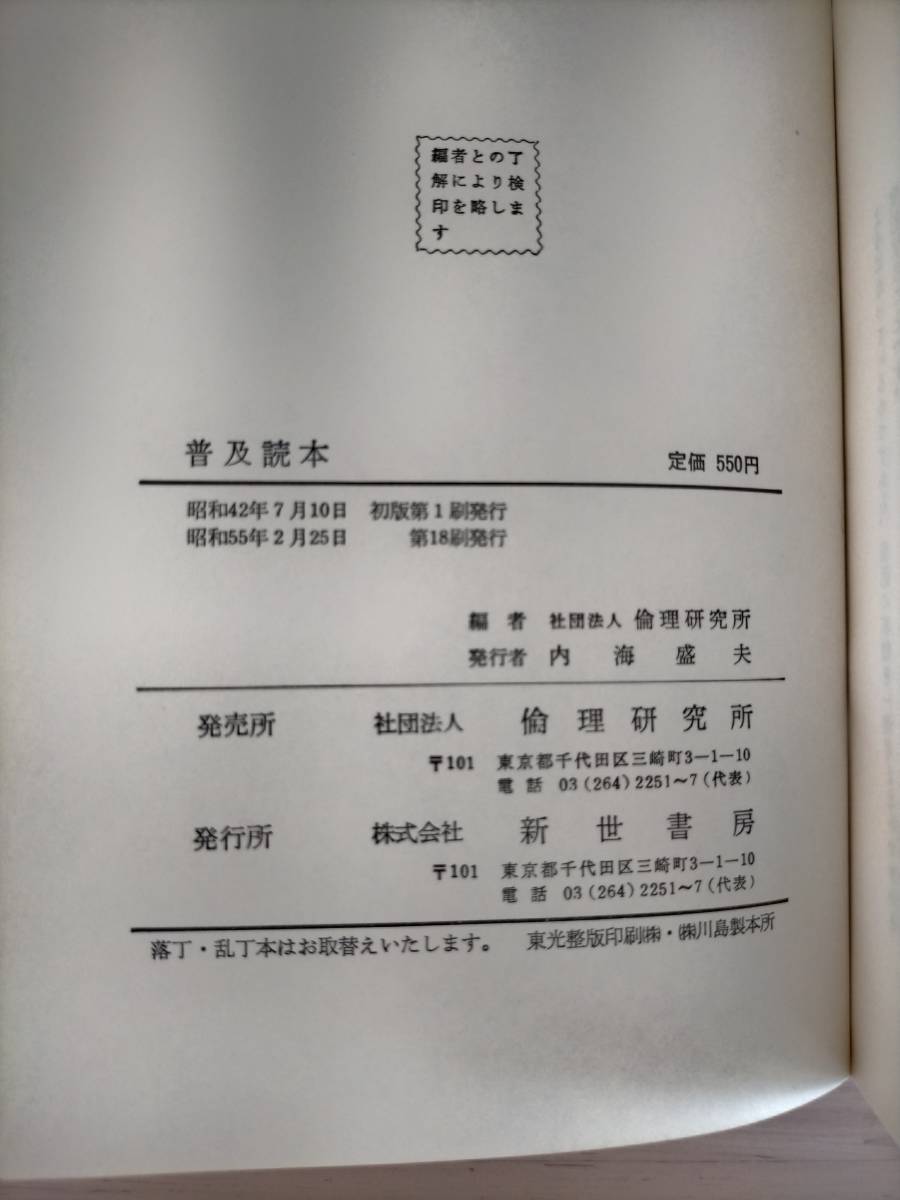 編者との了
解により検
印を略しま
す
普及読本
定価 550円
昭和42年7月10日 初版第1刷発行
昭和55年2月25日 第18刷発行
編者 社団法人 倫理研究所
発行者 内海盛夫
発売所 社団法人 倫理研究所
〒101 東京都千代田区三崎町3-1-10
電話 03(264)2251~7(代表)
発行所 株式会社 新世書房
〒101 東京都千代田区三崎町3-1-10
電話 03(264)2251~7(代表)
落丁・乱丁本はお取替えいたします。 東光整版印刷㈱・㈱川島製本所